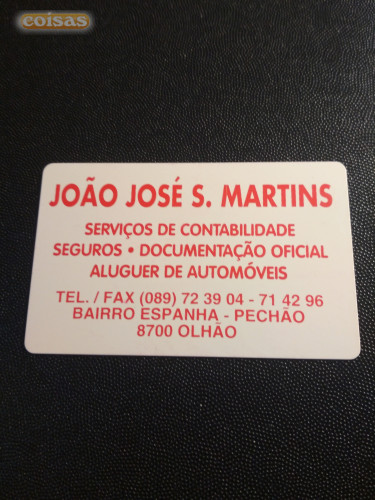 coisas
JOÃO JOSÉ S. MARTINS
SERVIÇOS DE CONTABILIDADE
SEGUROS • DOCUMENTAÇÃO OFICIAL
ALUGUER DE AUTOMÓVEIS
TEL. / FAX (089) 72 39 04 - 71 42 96
BAIRRO ESPANHA - PECHÃO
8700 OLHÃO